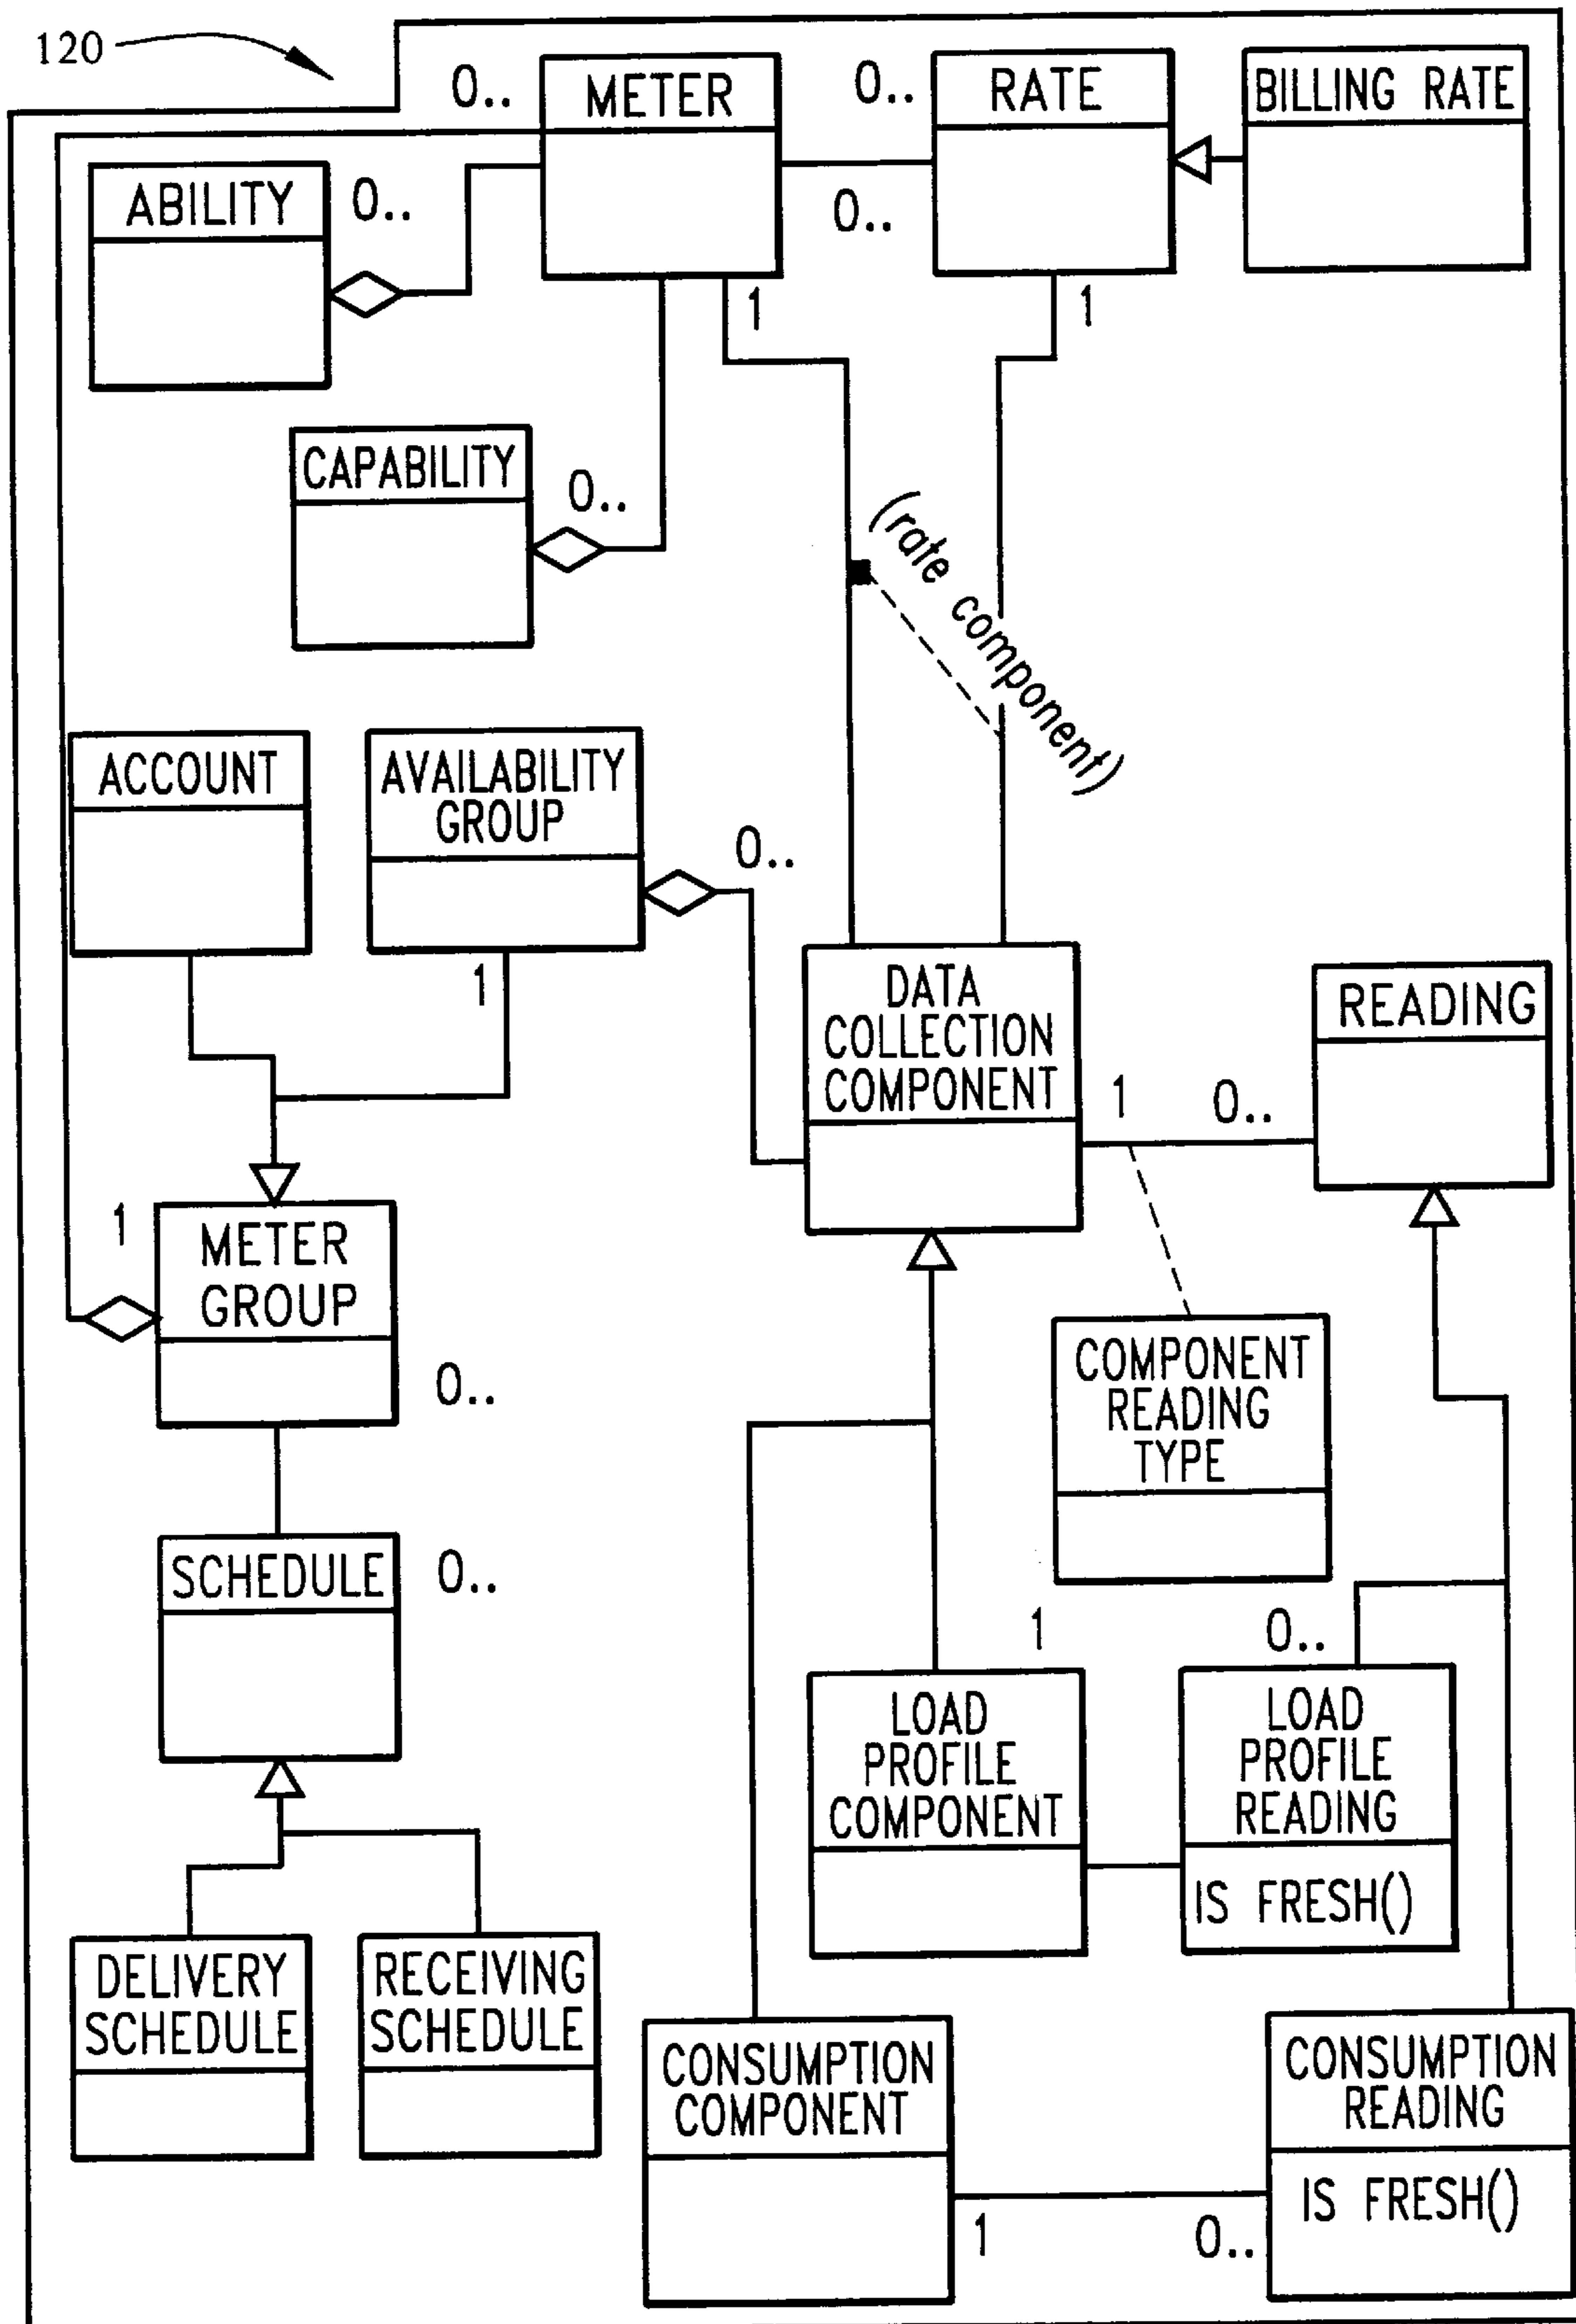 120
0..
METER
0..
RATE
BILLING RATE
ABILITY
0..
0..
1
1
CAPABILITY
0..
(rate component)
ACCOUNT
AVAILABILITY
GROUP
0..
1
DATA
COLLECTION
COMPONENT
READING
1
0..
1
METER
GROUP
0..
COMPONENT
READING
TYPE
SCHEDULE
0..
1
0..
LOAD
PROFILE
COMPONENT
LOAD
PROFILE
READING
IS FRESH()
DELIVERY
SCHEDULE
RECEIVING
SCHEDULE
CONSUMPTION
COMPONENT
CONSUMPTION
READING
IS FRESH()
1
0..